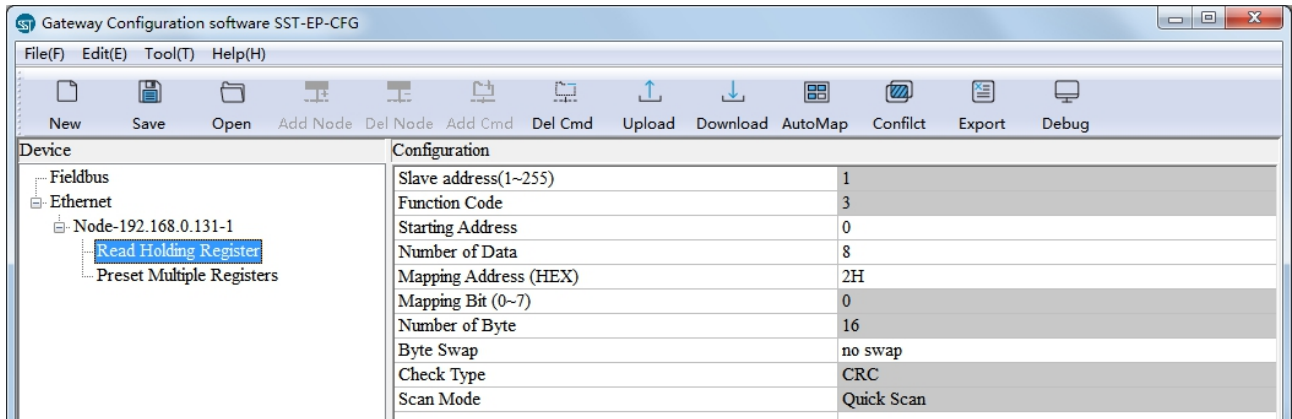 SST Gateway Configuration software SST-EP-CFG
File(F) Edit(E) Tool(T) Help(H)
New Save Open Add Node Del Node Add Cmd Del Cmd Upload Download AutoMap Confilct Export Debug
Device Configuration
Fieldbus
Ethernet
Node-192.168.0.131-1
Read Holding Register
Preset Multiple Registers
Slave address(1~255) 1
Function Code 3
Starting Address 0
Number of Data 8
Mapping Address (HEX) 2H
Mapping Bit (0~7) 0
Number of Byte 16
Byte Swap no swap
Check Type CRC
Scan Mode Quick Scan